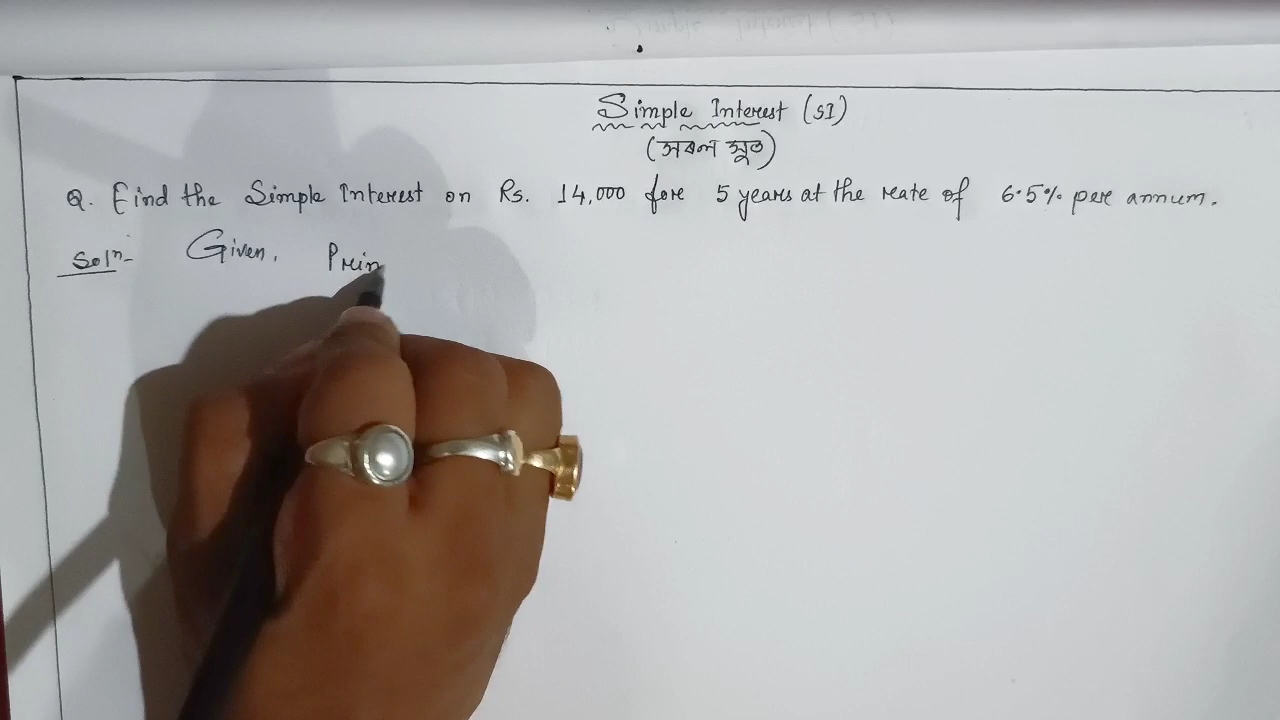 Simple Interest (SI)
(সৰল সুত)
Q. Find the Simple Interest on Rs. 14,000 fore 5 years at the reate of 6.5% pere annum.
Solⁿ- Given, Prein